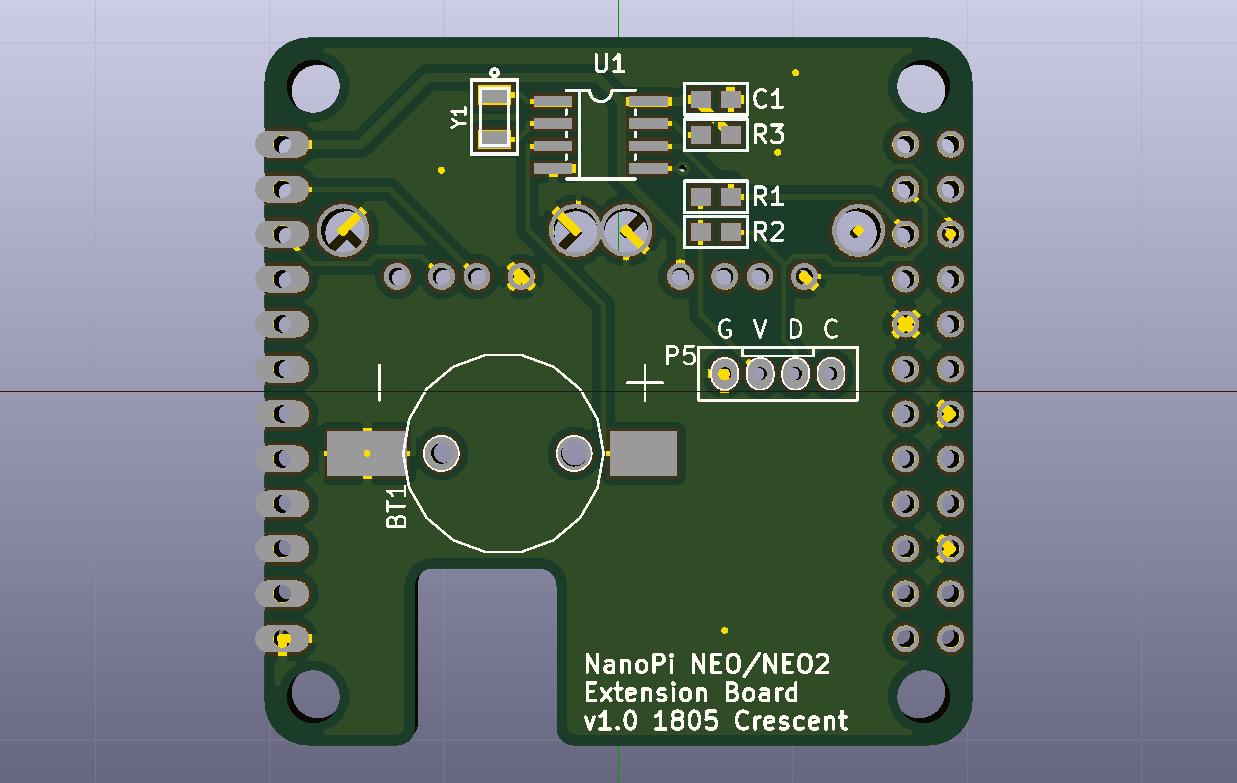 U1
Y1
C1
R3
R1
R2
G V D C
P5
− +
BT1
NanoPi NEO/NEO2
Extension Board
v1.0 1805 Crescent